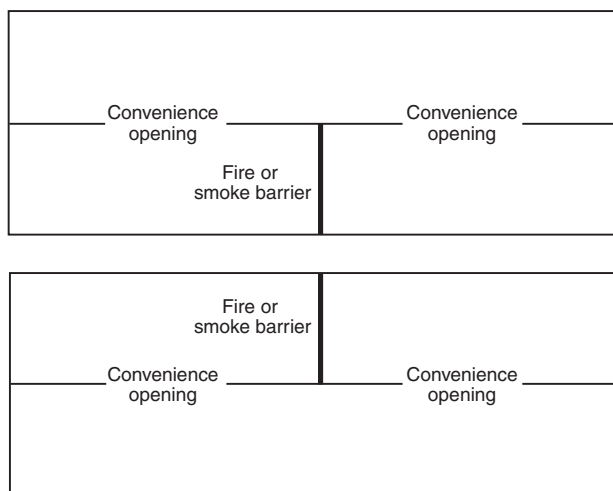 Convenience
opening
Convenience
opening
Fire or
smoke barrier
Fire or
smoke barrier
Convenience
opening
Convenience
opening